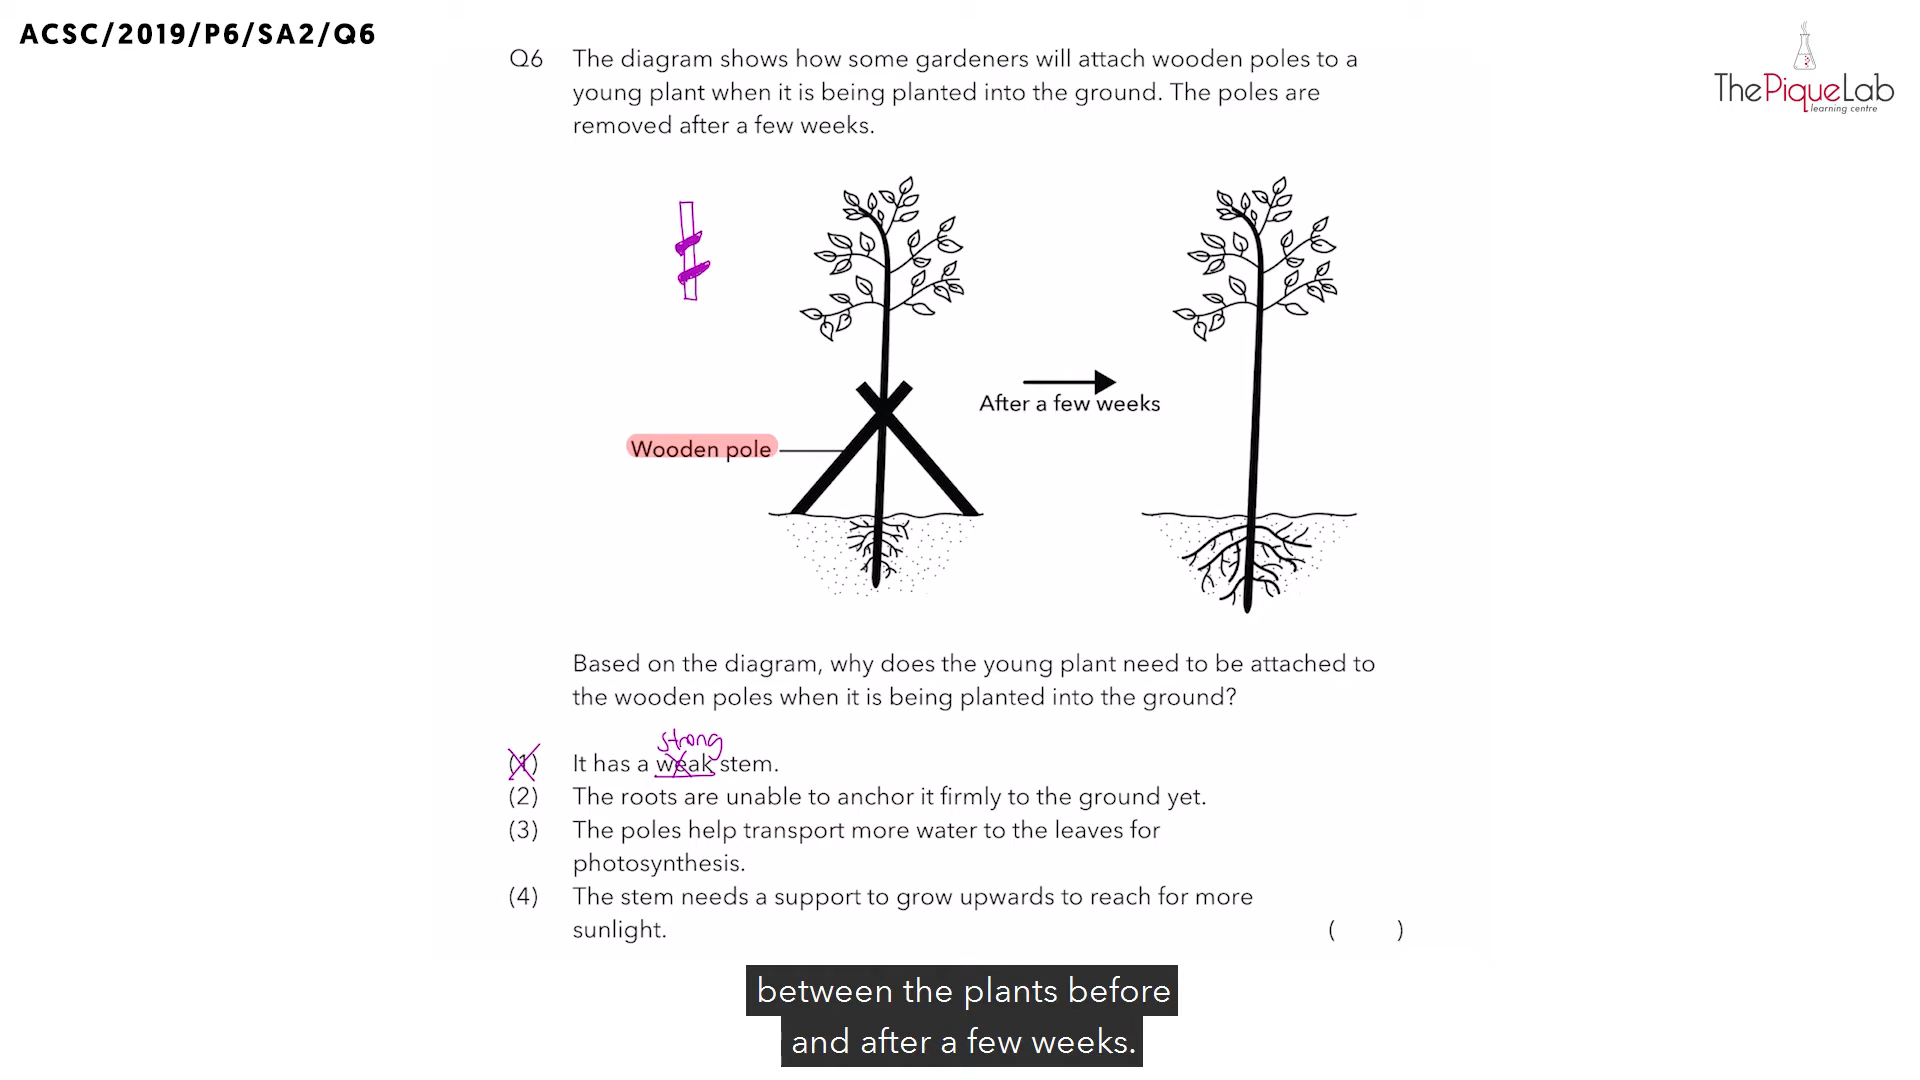 ACSC/2019/P6/SA2/Q6
ThePiqueLab
learning centre
Q6 The diagram shows how some gardeners will attach wooden poles to a
young plant when it is being planted into the ground. The poles are
removed after a few weeks.
After a few weeks
Wooden pole
Based on the diagram, why does the young plant need to be attached to
the wooden poles when it is being planted into the ground?
strong
(1) It has a weak stem.
(2) The roots are unable to anchor it firmly to the ground yet.
(3) The poles help transport more water to the leaves for
photosynthesis.
(4) The stem needs a support to grow upwards to reach for more
sunlight. ( )
between the plants before
and after a few weeks.